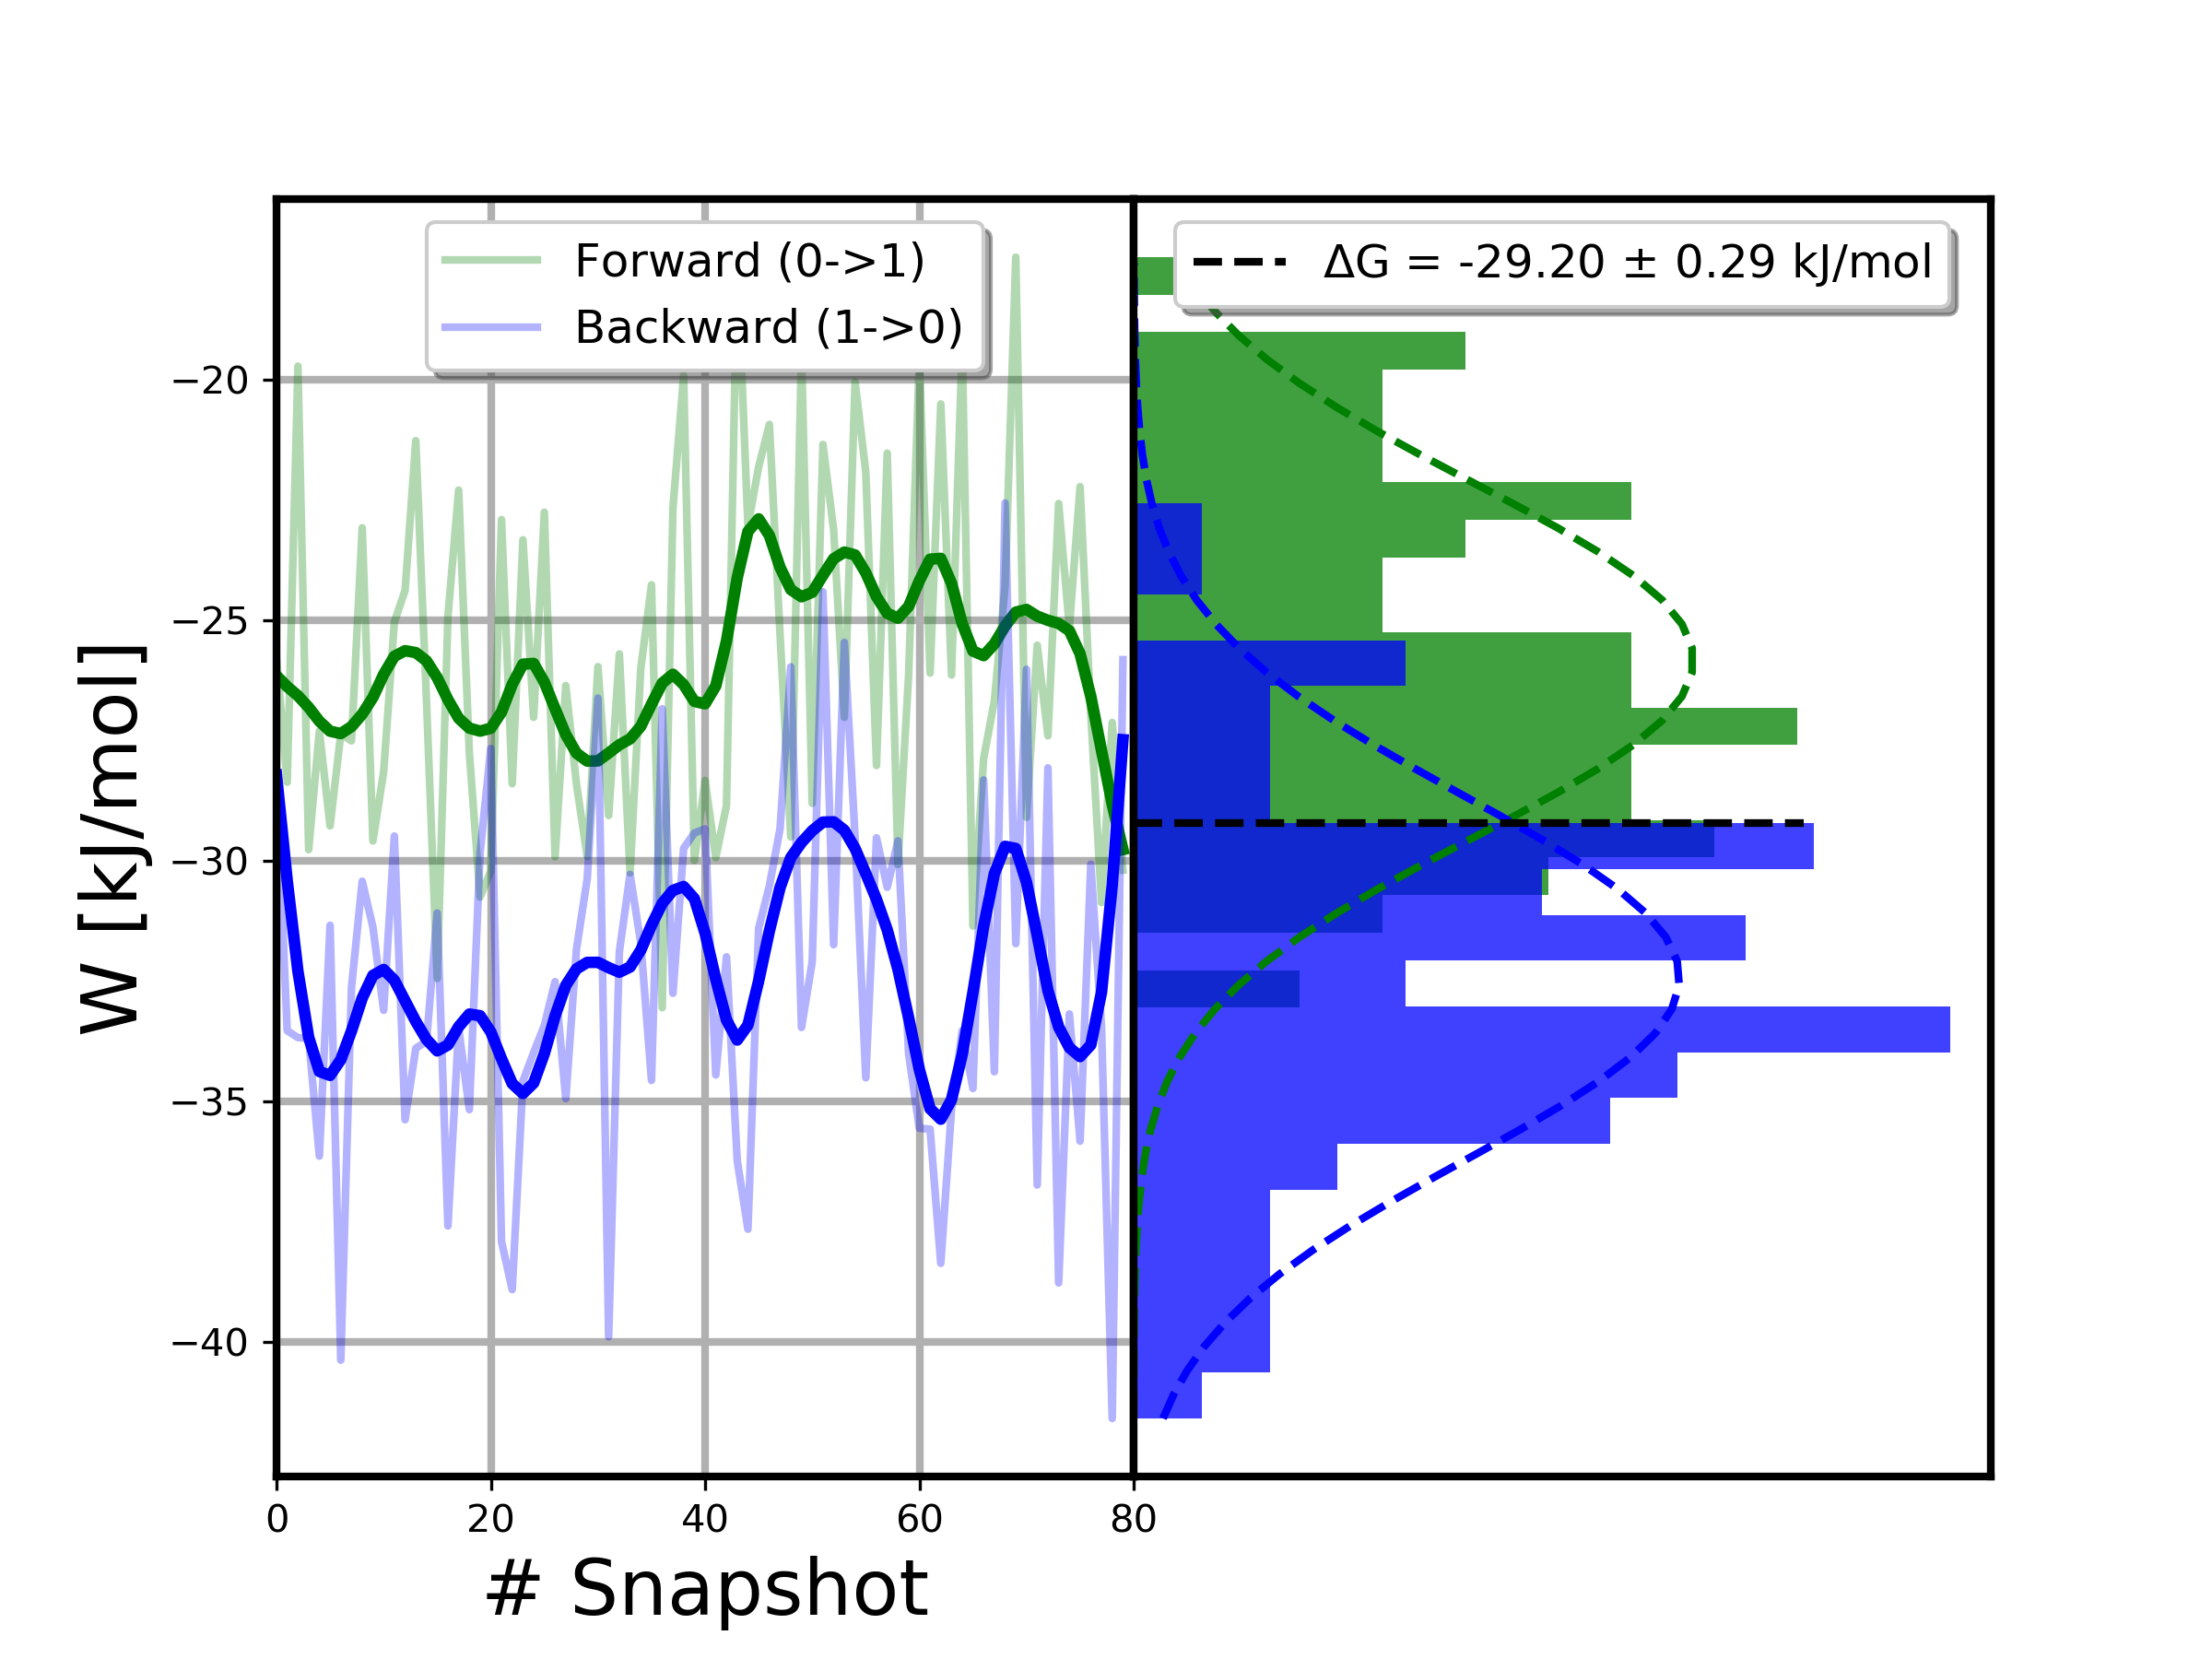 Forward (0->1)
Backward (1->0)
ΔG = -29.20 ± 0.29 kJ/mol
W [kJ/mol]
−20
−25
−30
−35
−40
0
20
40
60
80
# Snapshot